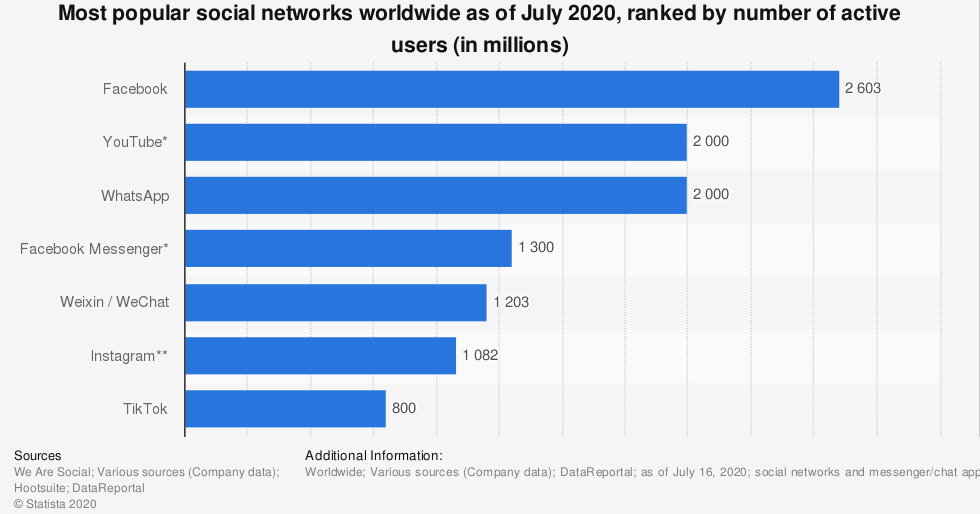 Most popular social networks worldwide as of July 2020, ranked by number of active
users (in millions)
Facebook 2 603
YouTube* 2 000
WhatsApp 2 000
Facebook Messenger* 1 300
Weixin / WeChat 1 203
Instagram** 1 082
TikTok 800
Sources
We Are Social; Various sources (Company data);
Hootsuite; DataReportal
© Statista 2020
Additional Information:
Worldwide; Various sources (Company data); DataReportal; as of July 16, 2020; social networks and messenger/chat app